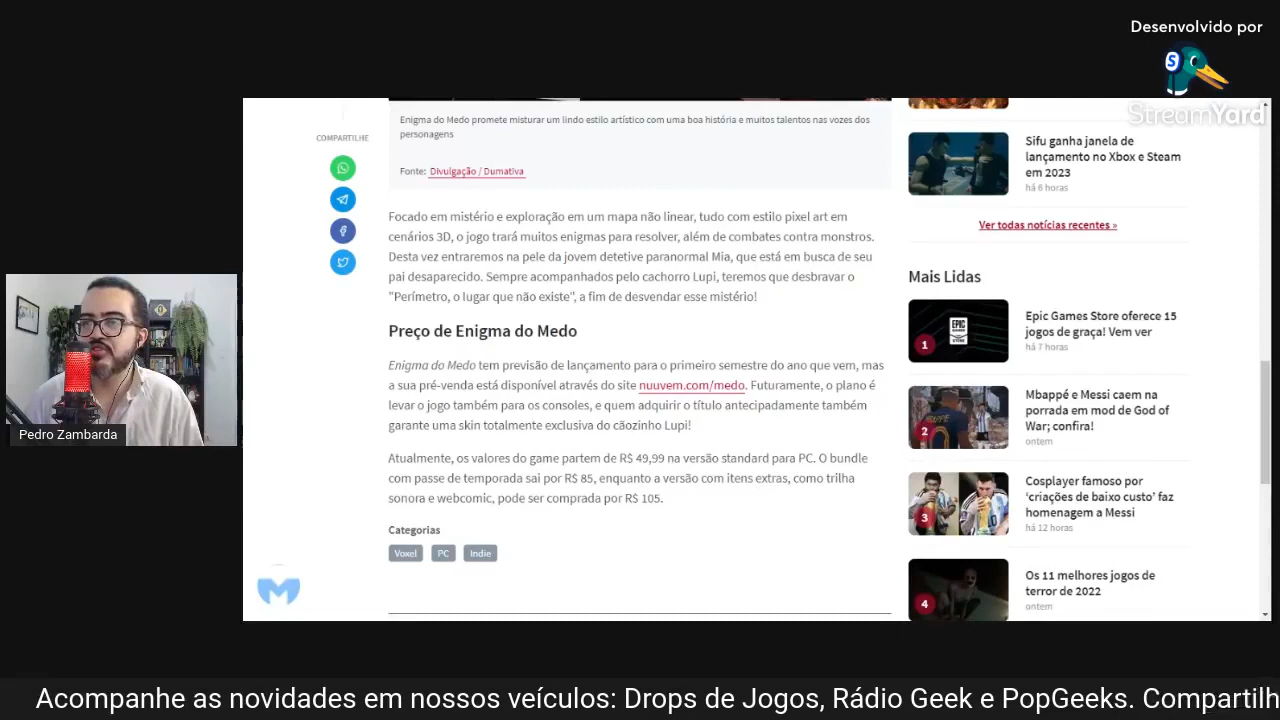 Desenvolvido por
S
StreamYard
COMPARTILHE
Enigma do Medo promete misturar um lindo estilo artístico com uma boa história e muitos talentos nas vozes dos
personagens
Fonte: Divulgação / Dumativa
Focado em mistério e exploração em um mapa não linear, tudo com estilo pixel art em
cenários 3D, o jogo trará muitos enigmas para resolver, além de combates contra monstros.
Desta vez entraremos na pele da jovem detetive paranormal Mia, que está em busca de seu
pai desaparecido. Sempre acompanhados pelo cachorro Lupi, teremos que desbravar o
"Perímetro, o lugar que não existe", a fim de desvendar esse mistério!
Preço de Enigma do Medo
Enigma do Medo tem previsão de lançamento para o primeiro semestre do ano que vem, mas
a sua pré-venda está disponível através do site nuuvem.com/medo. Futuramente, o plano é
levar o jogo também para os consoles, e quem adquirir o título antecipadamente também
garante uma skin totalmente exclusiva do cãozinho Lupi!
Atualmente, os valores do game partem de R$ 49,99 na versão standard para PC. O bundle
com passe de temporada sai por R$ 85, enquanto a versão com itens extras, como trilha
sonora e webcomic, pode ser comprada por R$ 105.
Categorias
Voxel PC Indie
Sifu ganha janela de
lançamento no Xbox e Steam
em 2023
há 6 horas
Ver todas notícias recentes »
Mais Lidas
EPIC
GAMES
1
Epic Games Store oferece 15
jogos de graça! Vem ver
há 7 horas
MBAPPÉ
2
Mbappé e Messi caem na
porrada em mod de God of
War; confira!
ontem
3
Cosplayer famoso por
‘criações de baixo custo’ faz
homenagem a Messi
há 12 horas
4
Os 11 melhores jogos de
terror de 2022
ontem
Pedro Zambarda
Acompanhe as novidades em nossos veículos: Drops de Jogos, Rádio Geek e PopGeeks. Compartilh